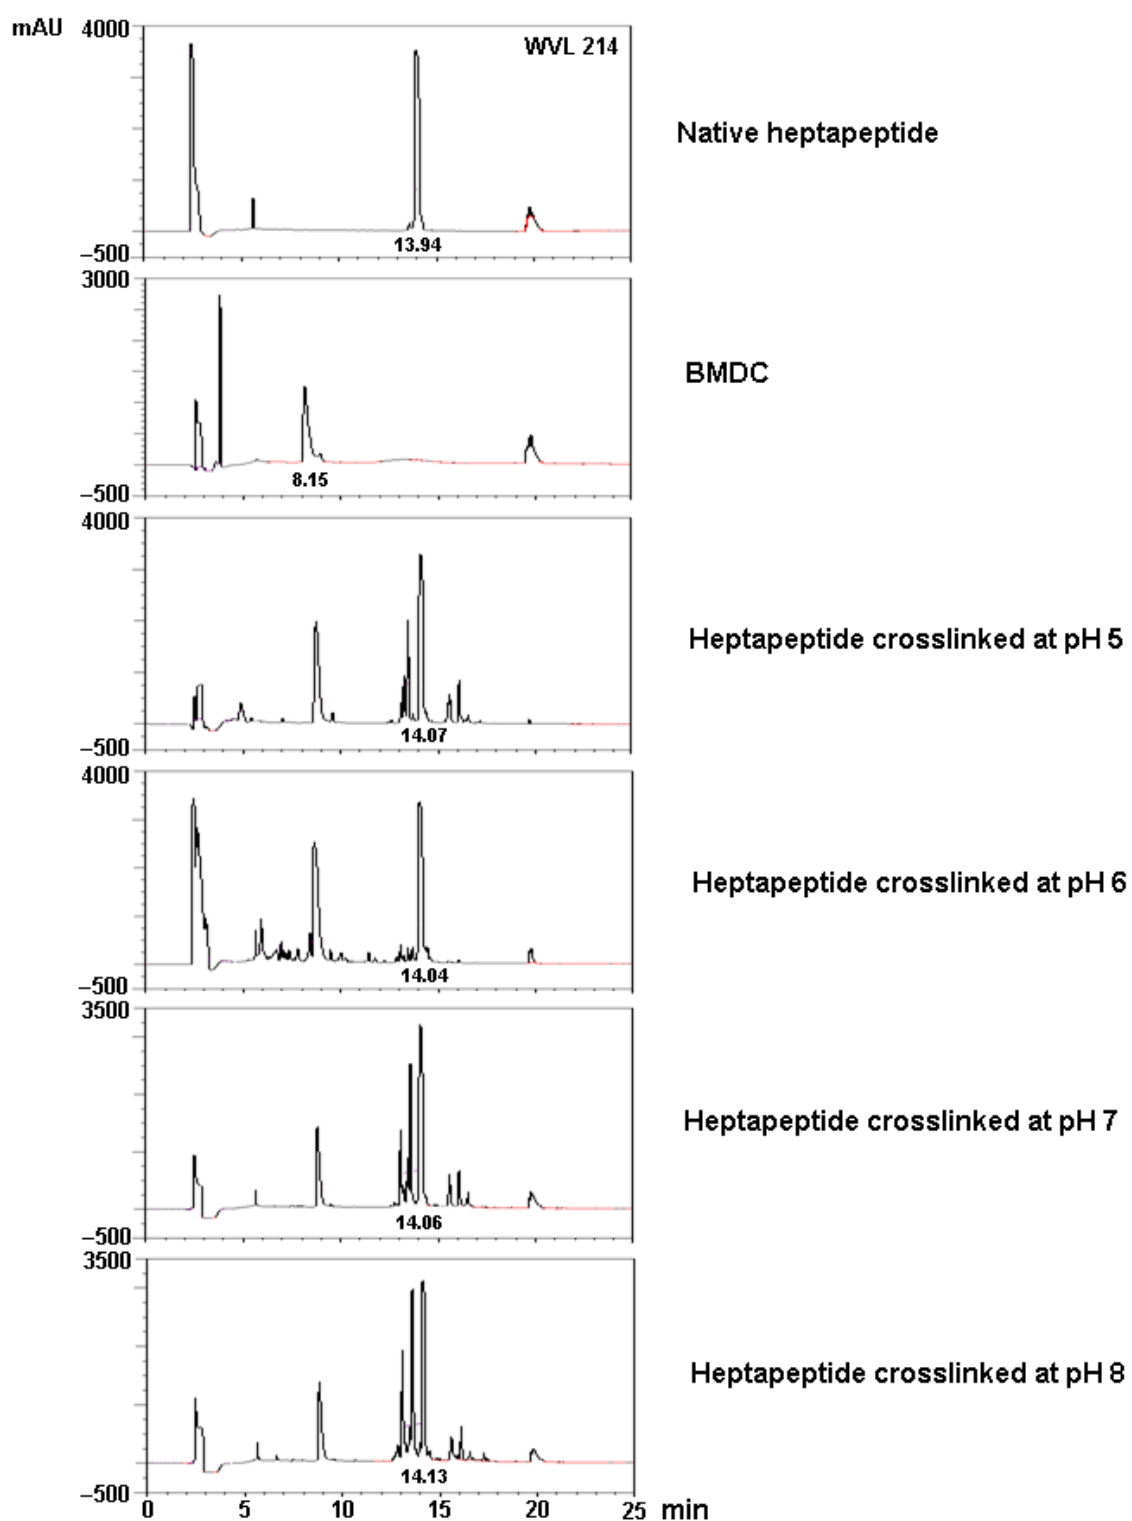 mAU 4000
WVL 214
Native heptapeptide
13.94
–500
3000
BMDC
8.15
–500
4000
Heptapeptide crosslinked at pH 5
14.07
–500
4000
Heptapeptide crosslinked at pH 6
14.04
–500
3500
Heptapeptide crosslinked at pH 7
14.06
–500
3500
Heptapeptide crosslinked at pH 8
14.13
–500
0 5 10 15 20 25 min